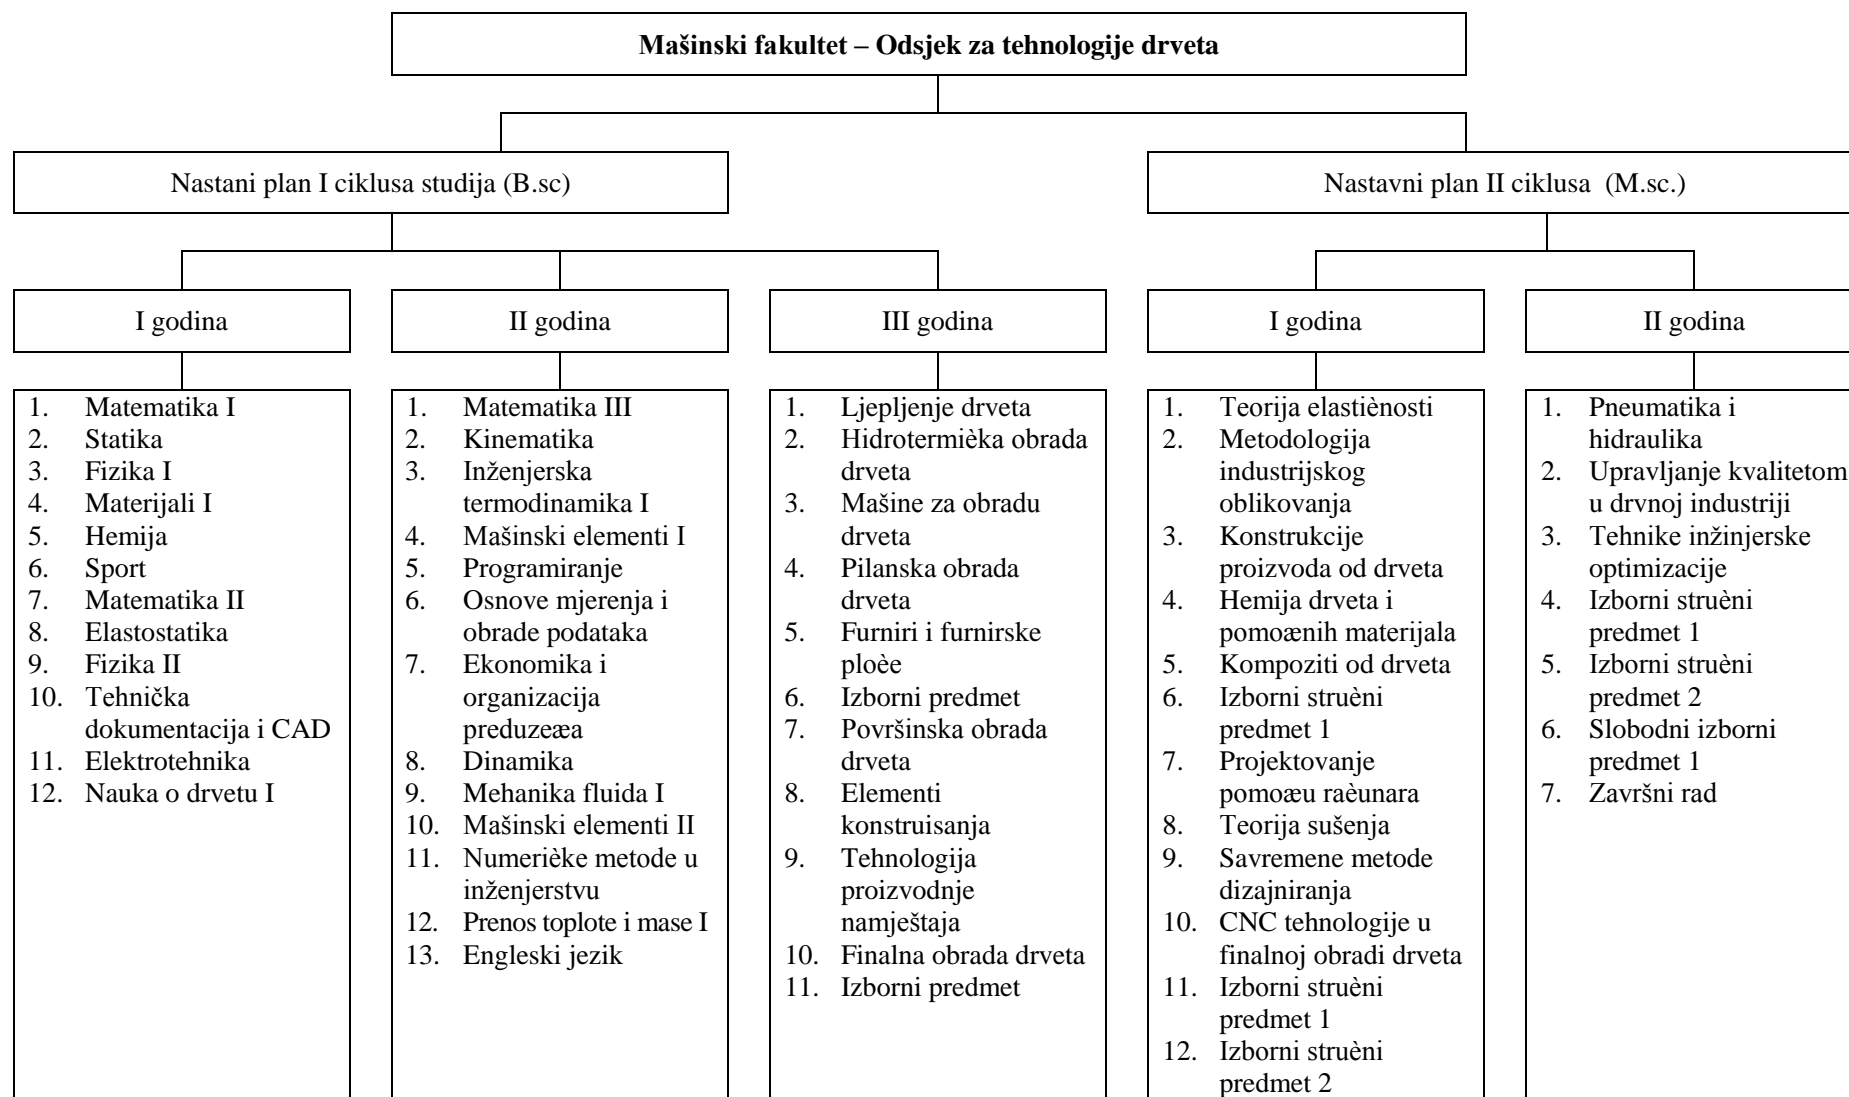 Mašinski fakultet – Odsjek za tehnologije drveta
Nastani plan I ciklusa studija (B.sc)
Nastavni plan II ciklusa (M.sc.)
I godina
II godina
III godina
I godina
II godina
1. Matematika I
2. Statika
3. Fizika I
4. Materijali I
5. Hemija
6. Sport
7. Matematika II
8. Elastostatika
9. Fizika II
10. Tehnička
dokumentacija i CAD
11. Elektrotehnika
12. Nauka o drvetu I
1. Matematika III
2. Kinematika
3. Inženjerska
termodinamika I
4. Mašinski elementi I
5. Programiranje
6. Osnove mjerenja i
obrade podataka
7. Ekonomika i
organizacija
preduzeæa
8. Dinamika
9. Mehanika fluida I
10. Mašinski elementi II
11. Numerièke metode u
inženjerstvu
12. Prenos toplote i mase I
13. Engleski jezik
1. Ljepljenje drveta
2. Hidrotermièka obrada
drveta
3. Mašine za obradu
drveta
4. Pilanska obrada
drveta
5. Furniri i furnirske
ploèe
6. Izborni predmet
7. Površinska obrada
drveta
8. Elementi
konstruisanja
9. Tehnologija
proizvodnje
namještaja
10. Finalna obrada drveta
11. Izborni predmet
1. Teorija elastiènosti
2. Metodologija
industrijskog
oblikovanja
3. Konstrukcije
proizvoda od drveta
4. Hemija drveta i
pomoænih materijala
5. Kompoziti od drveta
6. Izborni struèni
predmet 1
7. Projektovanje
pomoæu raèunara
8. Teorija sušenja
9. Savremene metode
dizajniranja
10. CNC tehnologije u
finalnoj obradi drveta
11. Izborni struèni
predmet 1
12. Izborni struèni
predmet 2
1. Pneumatika i
hidraulika
2. Upravljanje kvalitetom
u drvnoj industriji
3. Tehnike inžinjerske
optimizacije
4. Izborni struèni
predmet 1
5. Izborni struèni
predmet 2
6. Slobodni izborni
predmet 1
7. Završni rad